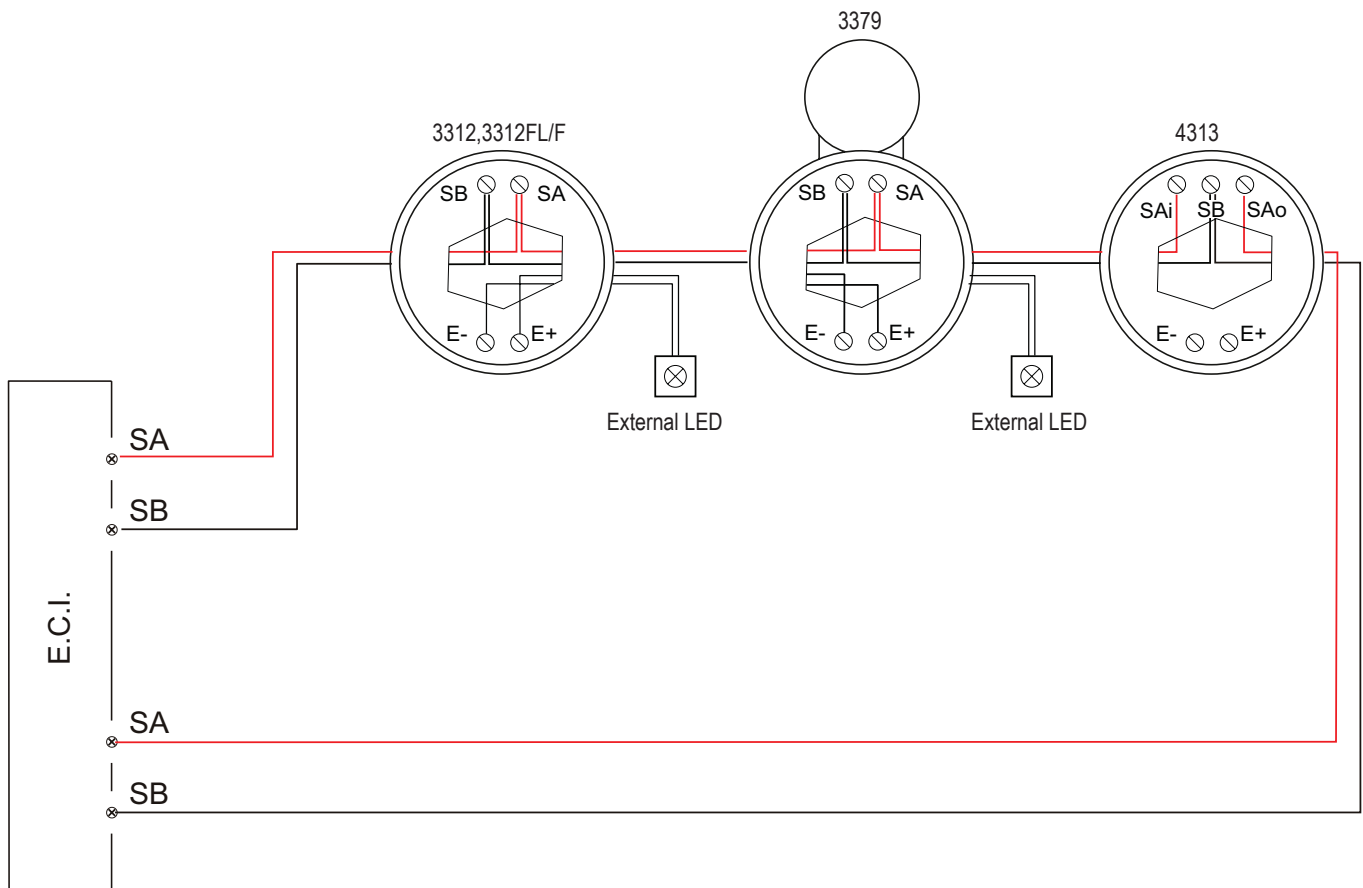 3379
3312,3312FL/F
4313
SB SA
SB SA
SAi SB SAo
E- E+
E- E+
E- E+
External LED
External LED
SA
SB
E.C.I.
SA
SB